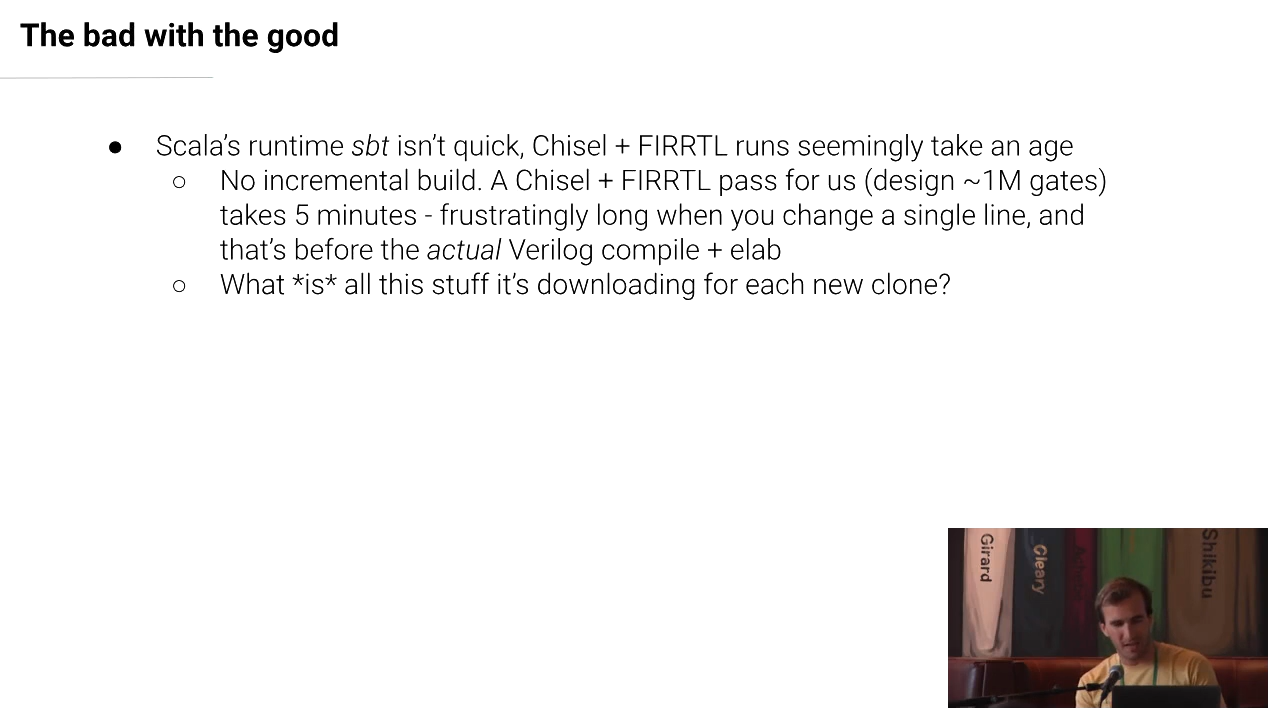 The bad with the good
● Scala's runtime sbt isn't quick, Chisel + FIRRTL runs seemingly take an age
○ No incremental build. A Chisel + FIRRTL pass for us (design ~1M gates)
takes 5 minutes - frustratingly long when you change a single line, and
that's before the actual Verilog compile + elab
○ What *is* all this stuff it's downloading for each new clone?
Girard
Cleary
Achebe
Shikibu